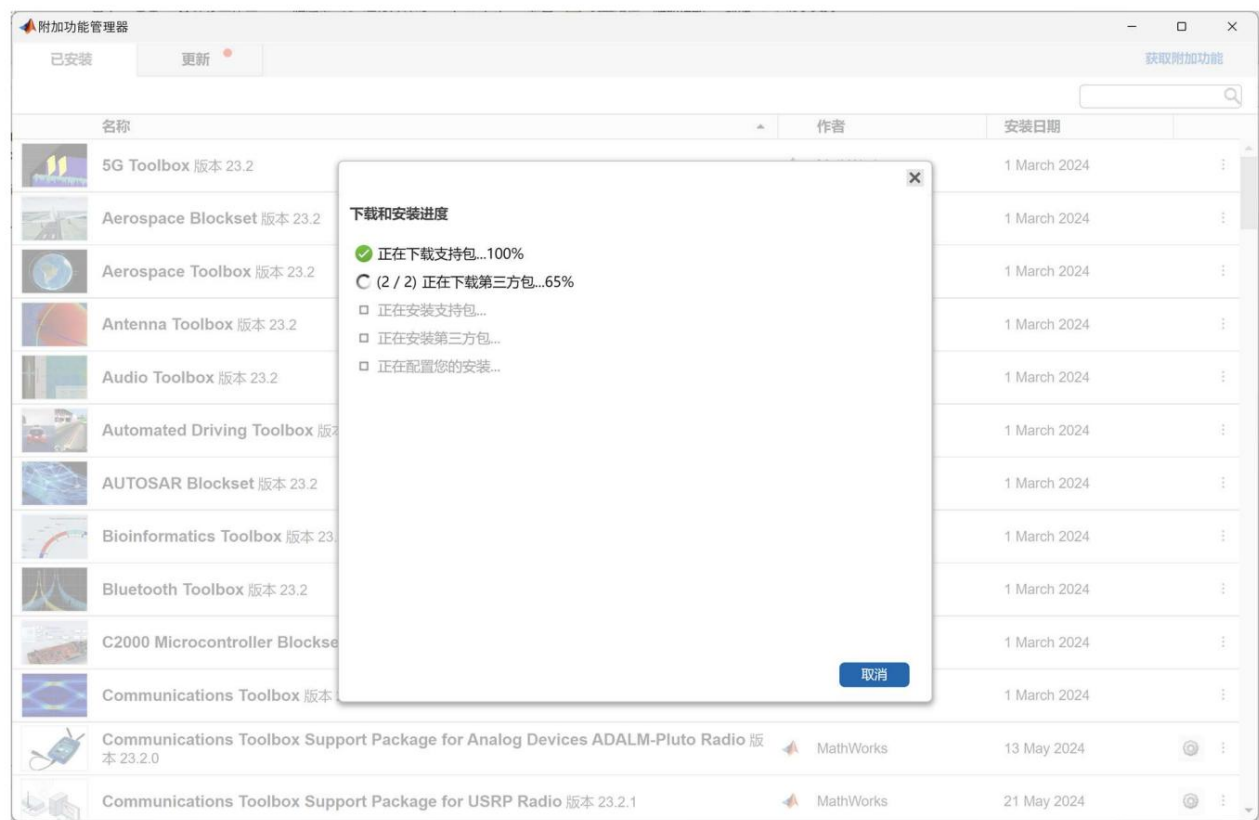 附加功能管理器
已安装
更新
获取附加功能
名称
作者
安装日期
5G Toolbox 版本 23.2
1 March 2024
Aerospace Blockset 版本 23.2
1 March 2024
Aerospace Toolbox 版本 23.2
1 March 2024
Antenna Toolbox 版本 23.2
1 March 2024
Audio Toolbox 版本 23.2
1 March 2024
Automated Driving Toolbox
1 March 2024
AUTOSAR Blockset 版本 23.2
1 March 2024
Bioinformatics Toolbox 版本 23.
1 March 2024
Bluetooth Toolbox 版本 23.2
1 March 2024
C2000 Microcontroller Blockse
1 March 2024
Communications Toolbox 版本
1 March 2024
Communications Toolbox Support Package for Analog Devices ADALM-Pluto Radio 版
本 23.2.0
MathWorks
13 May 2024
Communications Toolbox Support Package for USRP Radio 版本 23.2.1
MathWorks
21 May 2024
下载和安装进度
正在下载支持包...100%
(2 / 2) 正在下载第三方包...65%
正在安装支持包...
正在安装第三方包...
正在配置您的安装...
取消